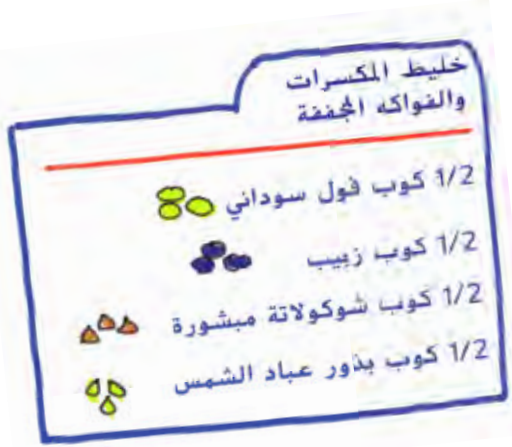 خليط المكسرات
والفواكه المجففة
1/2 كوب فول سوداني
1/2 كوب زبيب
1/2 كوب شوكولاتة مبشورة
1/2 كوب بذور عباد الشمس